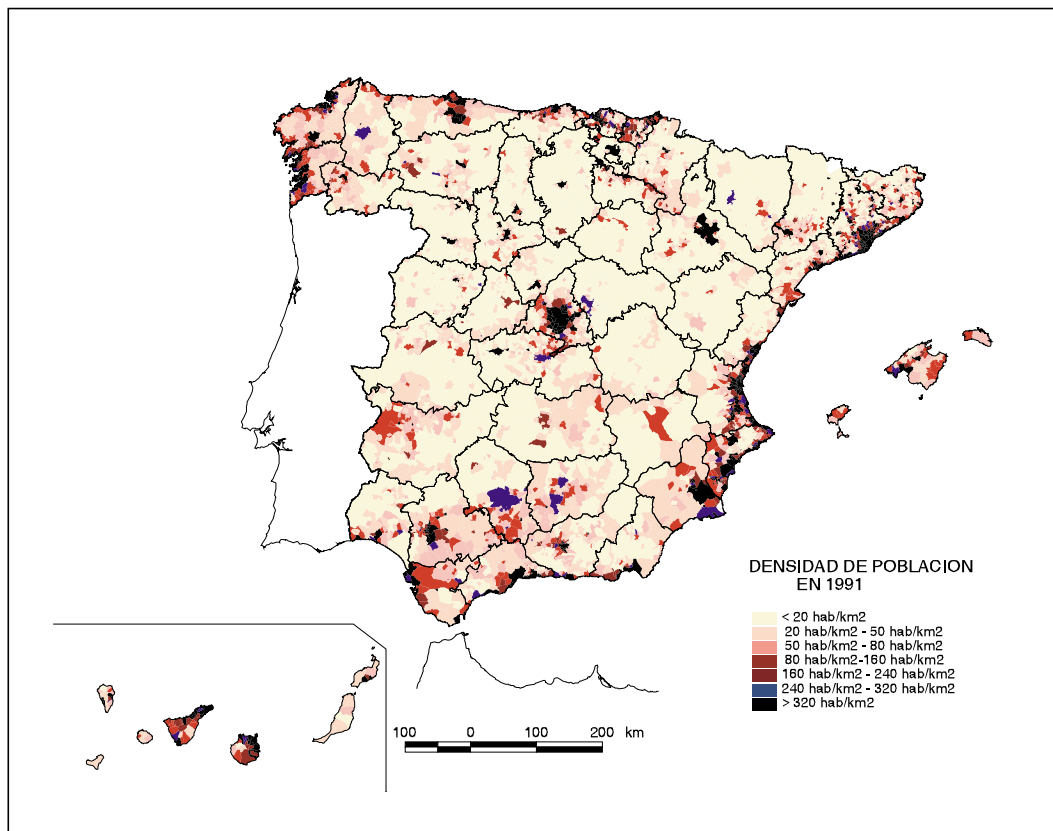 DENSIDAD DE POBLACION
EN 1991
< 20 hab/km2
20 hab/km2 - 50 hab/km2
50 hab/km2 - 80 hab/km2
80 hab/km2-160 hab/km2
160 hab/km2 - 240 hab/km2
240 hab/km2 - 320 hab/km2
> 320 hab/km2
100 0 100 200 km